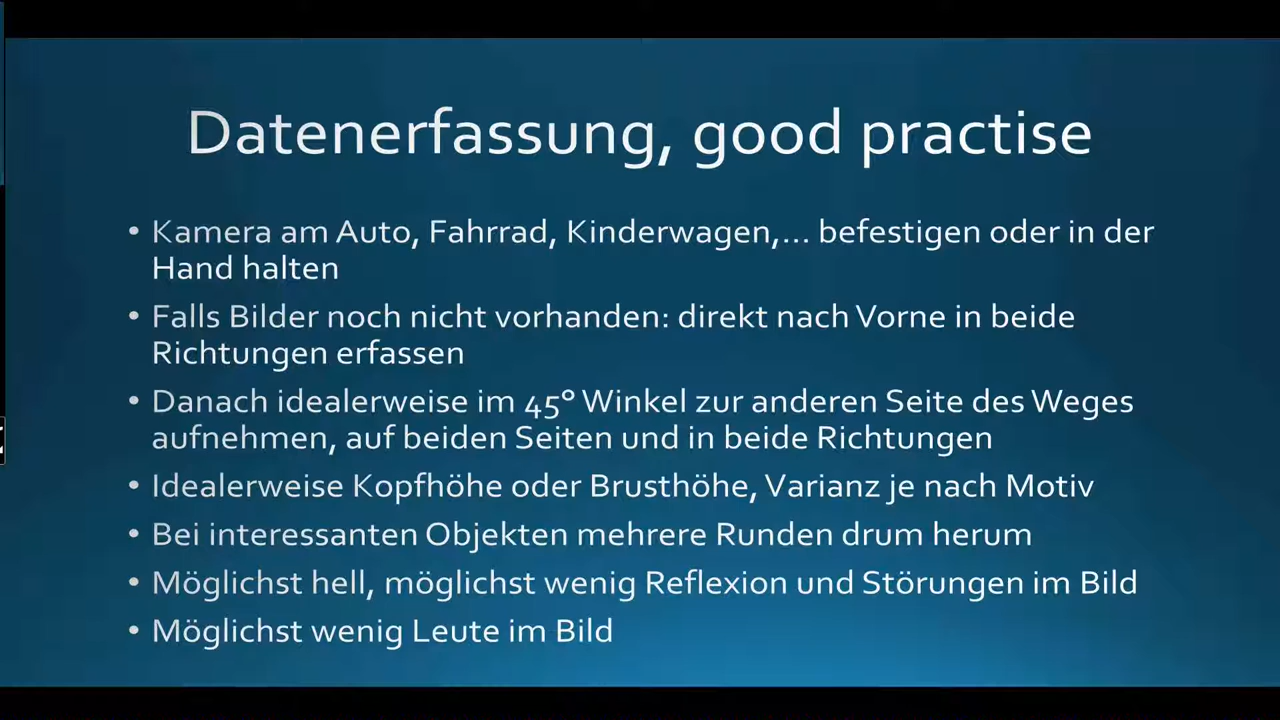 Datenerfassung, good practise
• Kamera am Auto, Fahrrad, Kinderwagen,... befestigen oder in der
Hand halten
• Falls Bilder noch nicht vorhanden: direkt nach Vorne in beide
Richtungen erfassen
• Danach idealerweise im 45° Winkel zur anderen Seite des Weges
aufnehmen, auf beiden Seiten und in beide Richtungen
• Idealerweise Kopfhöhe oder Brusthöhe, Varianz je nach Motiv
• Bei interessanten Objekten mehrere Runden drum herum
• Möglichst hell, möglichst wenig Reflexion und Störungen im Bild
• Möglichst wenig Leute im Bild